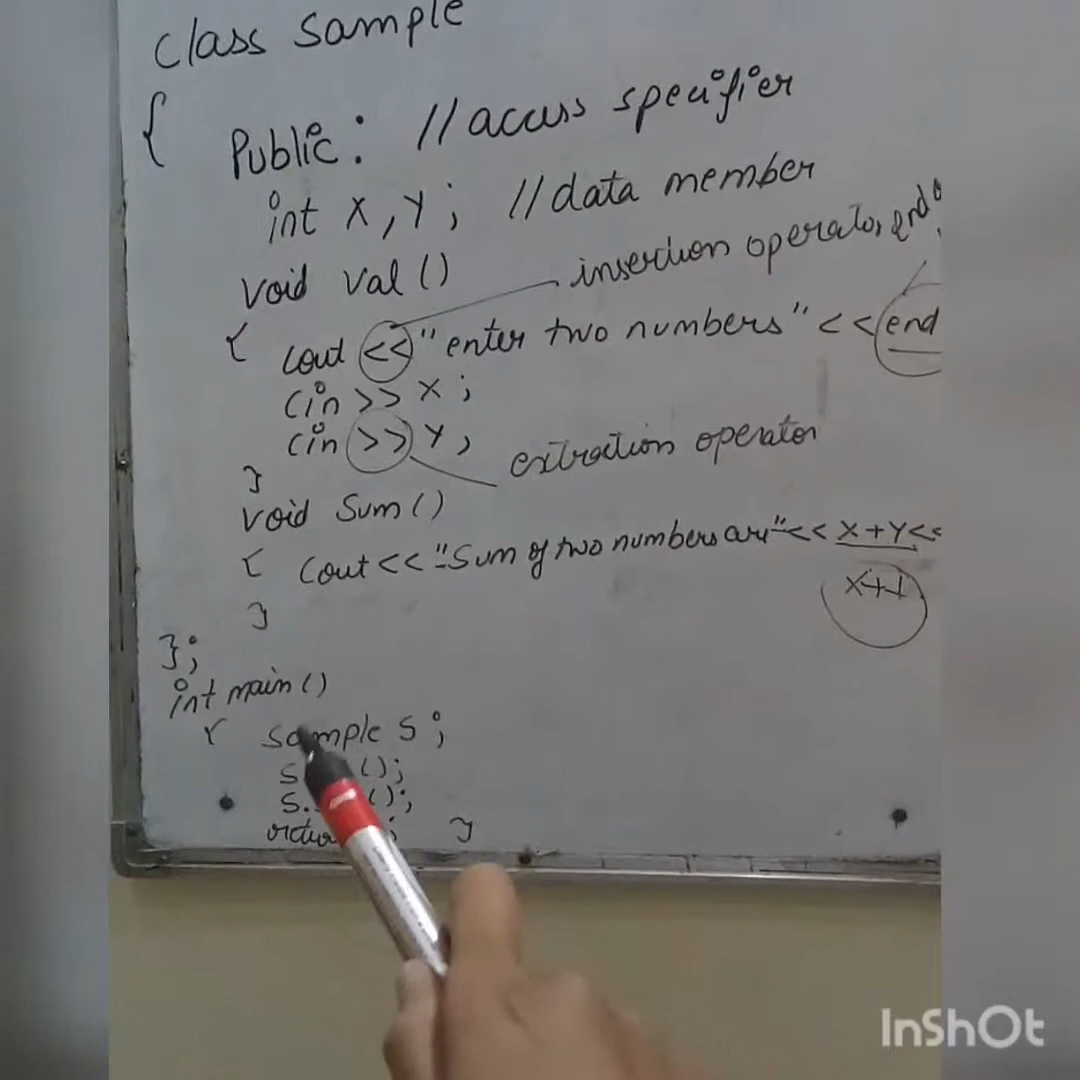 class Sample
{ Public: //access specifier
int X, Y; //data member
void val()
insertion operator, end
{ cout << "enter two numbers" << end
cin >> X;
cin >> Y;
extraction operator
}
void Sum()
{ cout << "Sum of two numbers are" << X+Y <<
X+Y
}
};
int main()
{ Sample S;
S. ();
S. ();
}
InShOt